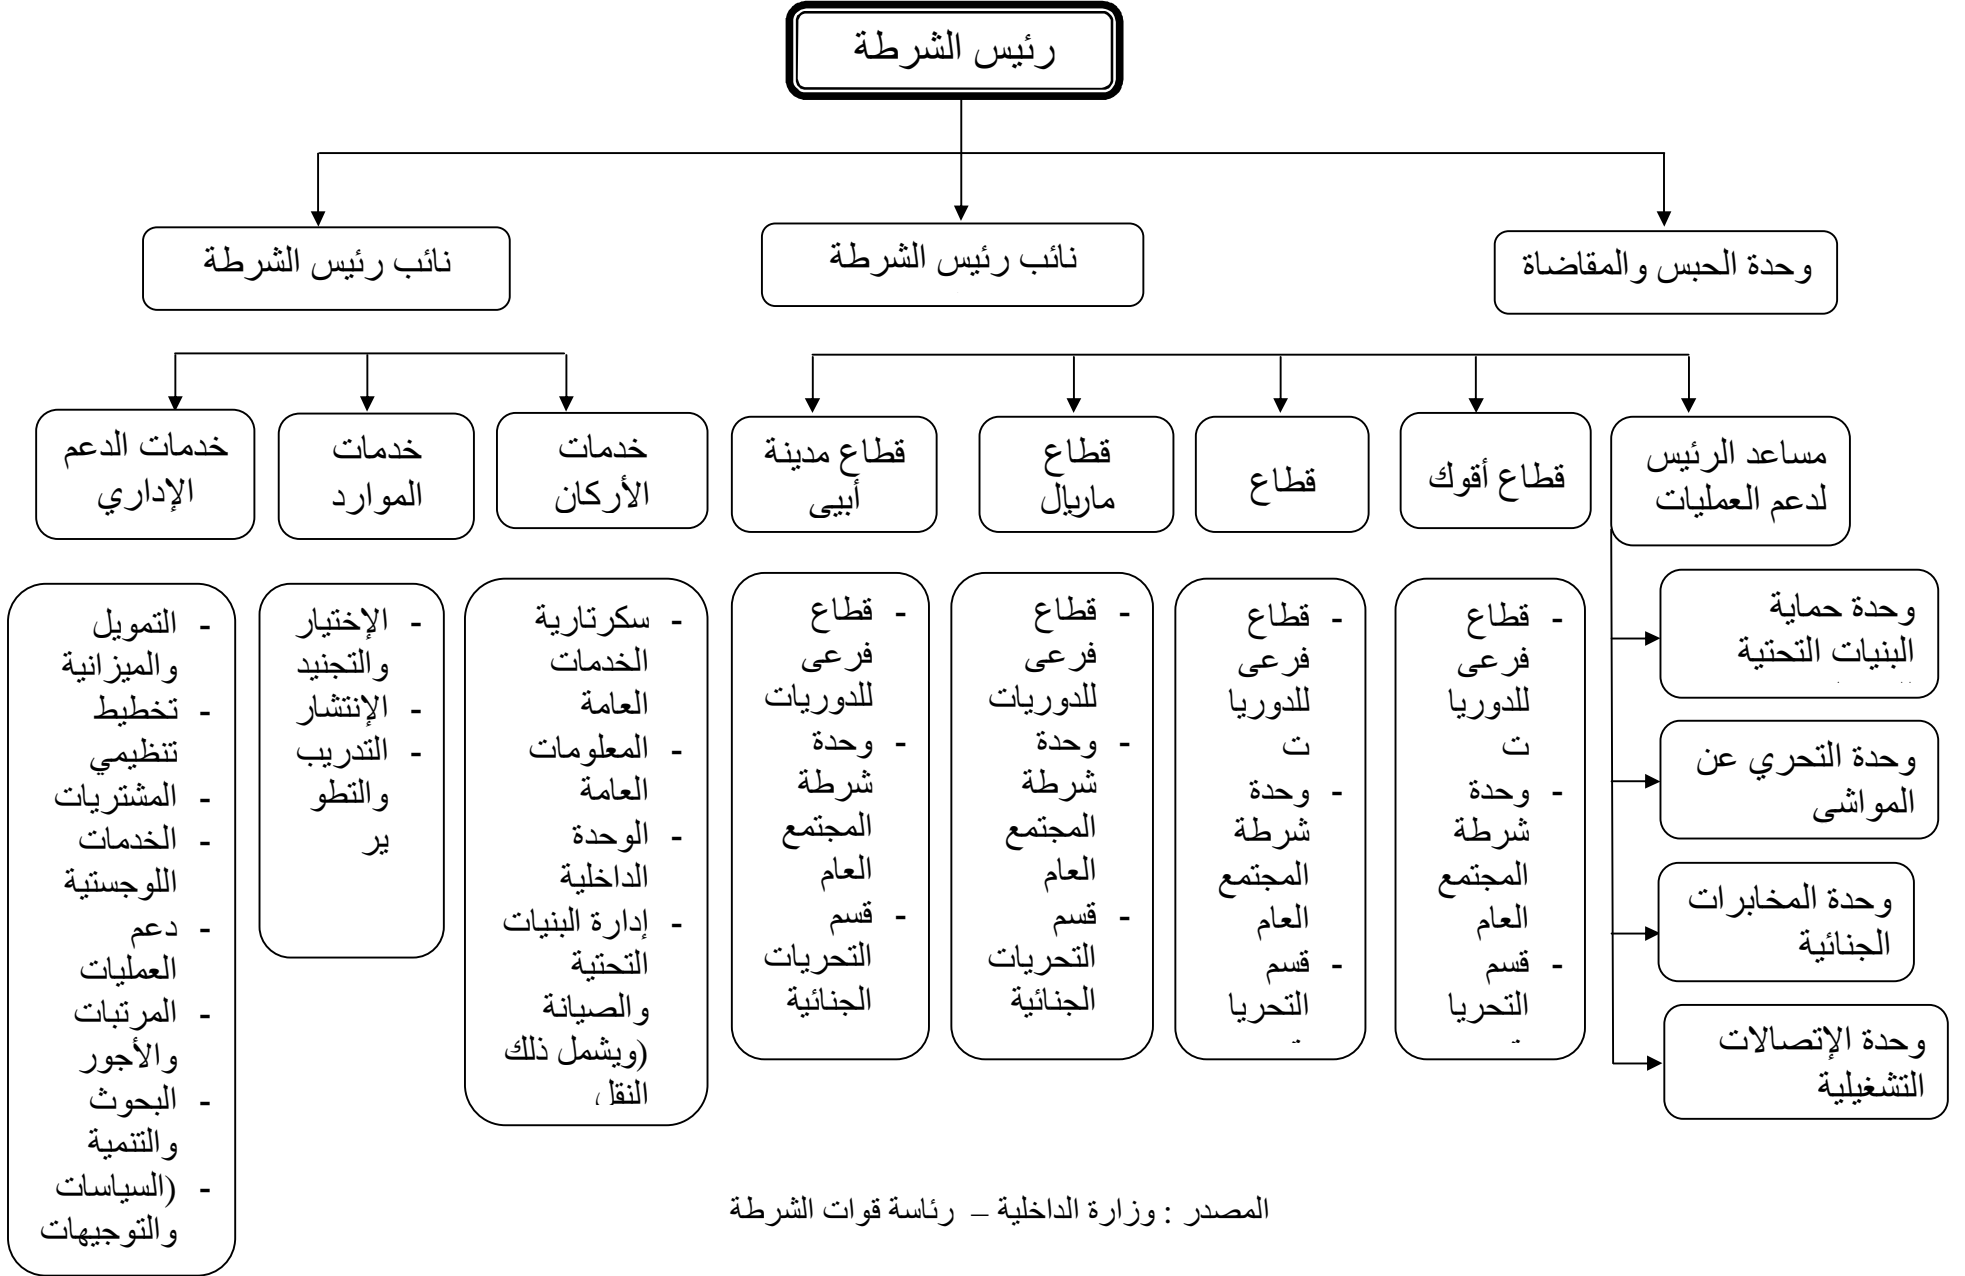 رئيس الشرطة
وحدة الحبس والمقاضاة
نائب رئيس الشرطة
نائب رئيس الشرطة
مساعد الرئيس
لدعم العمليات
قطاع أقوك
قطاع
قطاع
ماريال
قطاع مدينة
أبيى
خدمات
الأركان
خدمات
الموارد
خدمات الدعم
الإداري
وحدة حماية
البنيات التحتية
وحدة التحري عن
المواشى
وحدة المخابرات
الجنائية
وحدة الإتصالات
التشغيلية
- قطاع
فرعى
للدوريا
ت
- وحدة
شرطة
المجتمع
العام
- قسم
التحريا
- قطاع
فرعى
للدوريا
ت
- وحدة
شرطة
المجتمع
العام
- قسم
التحريا
- قطاع
فرعى
للدوريات
- وحدة
شرطة
المجتمع
العام
- قسم
التحريات
الجنائية
- قطاع
فرعى
للدوريات
- وحدة
شرطة
المجتمع
العام
- قسم
التحريات
الجنائية
- سكرتارية
الخدمات
العامة
- المعلومات
العامة
- الوحدة
الداخلية
- إدارة البنيات
التحتية
والصيانة
(ويشمل ذلك
النقل
- الإختيار
والتجنيد
- الإنتشار
- التدريب
والتطو
ير
- التمويل
والميزانية
- تخطيط
تنظيمي
- المشتريات
- الخدمات
اللوجستية
- دعم
العمليات
- المرتبات
والأجور
- البحوث
والتنمية
- (السياسات
والتوجيهات
المصدر : وزارة الداخلية – رئاسة قوات الشرطة